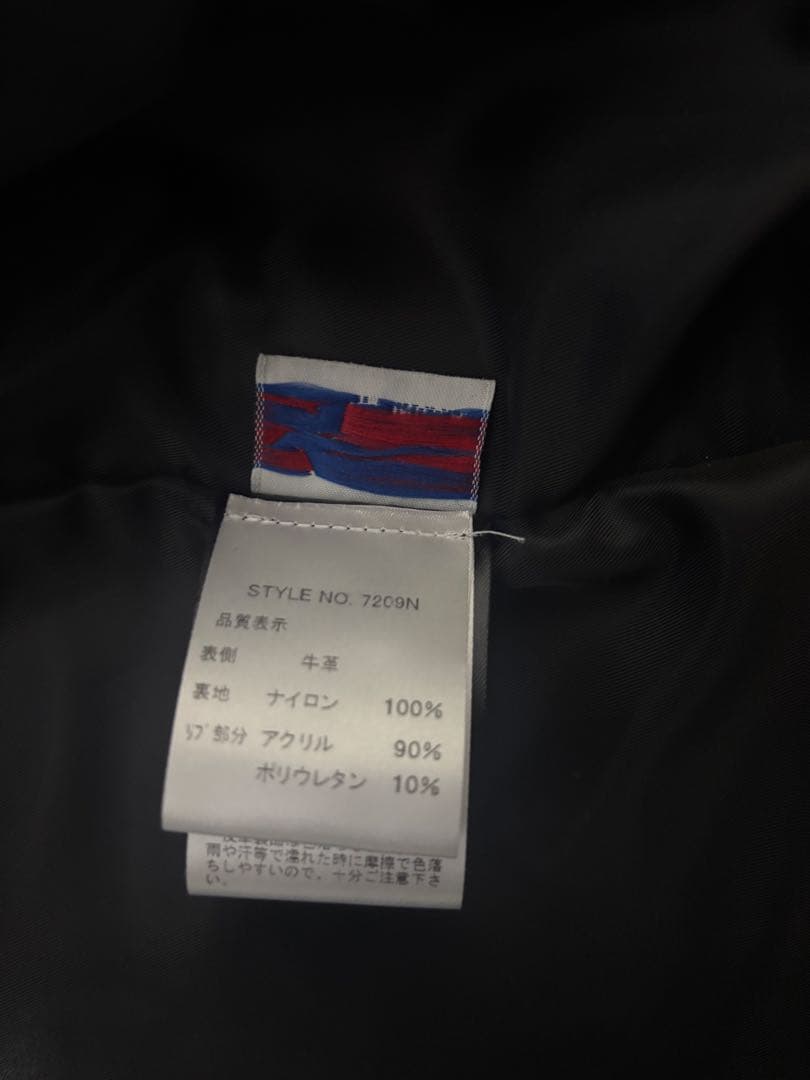 STYLE NO. 7209N
品質表示
表側 牛革
裏地 ナイロン 100%
リブ部分 アクリル 90%
ポリウレタン 10%
雨や汗等で濡れた時に摩擦で色落
ちしやすいので、十分ご注意下さ
い。